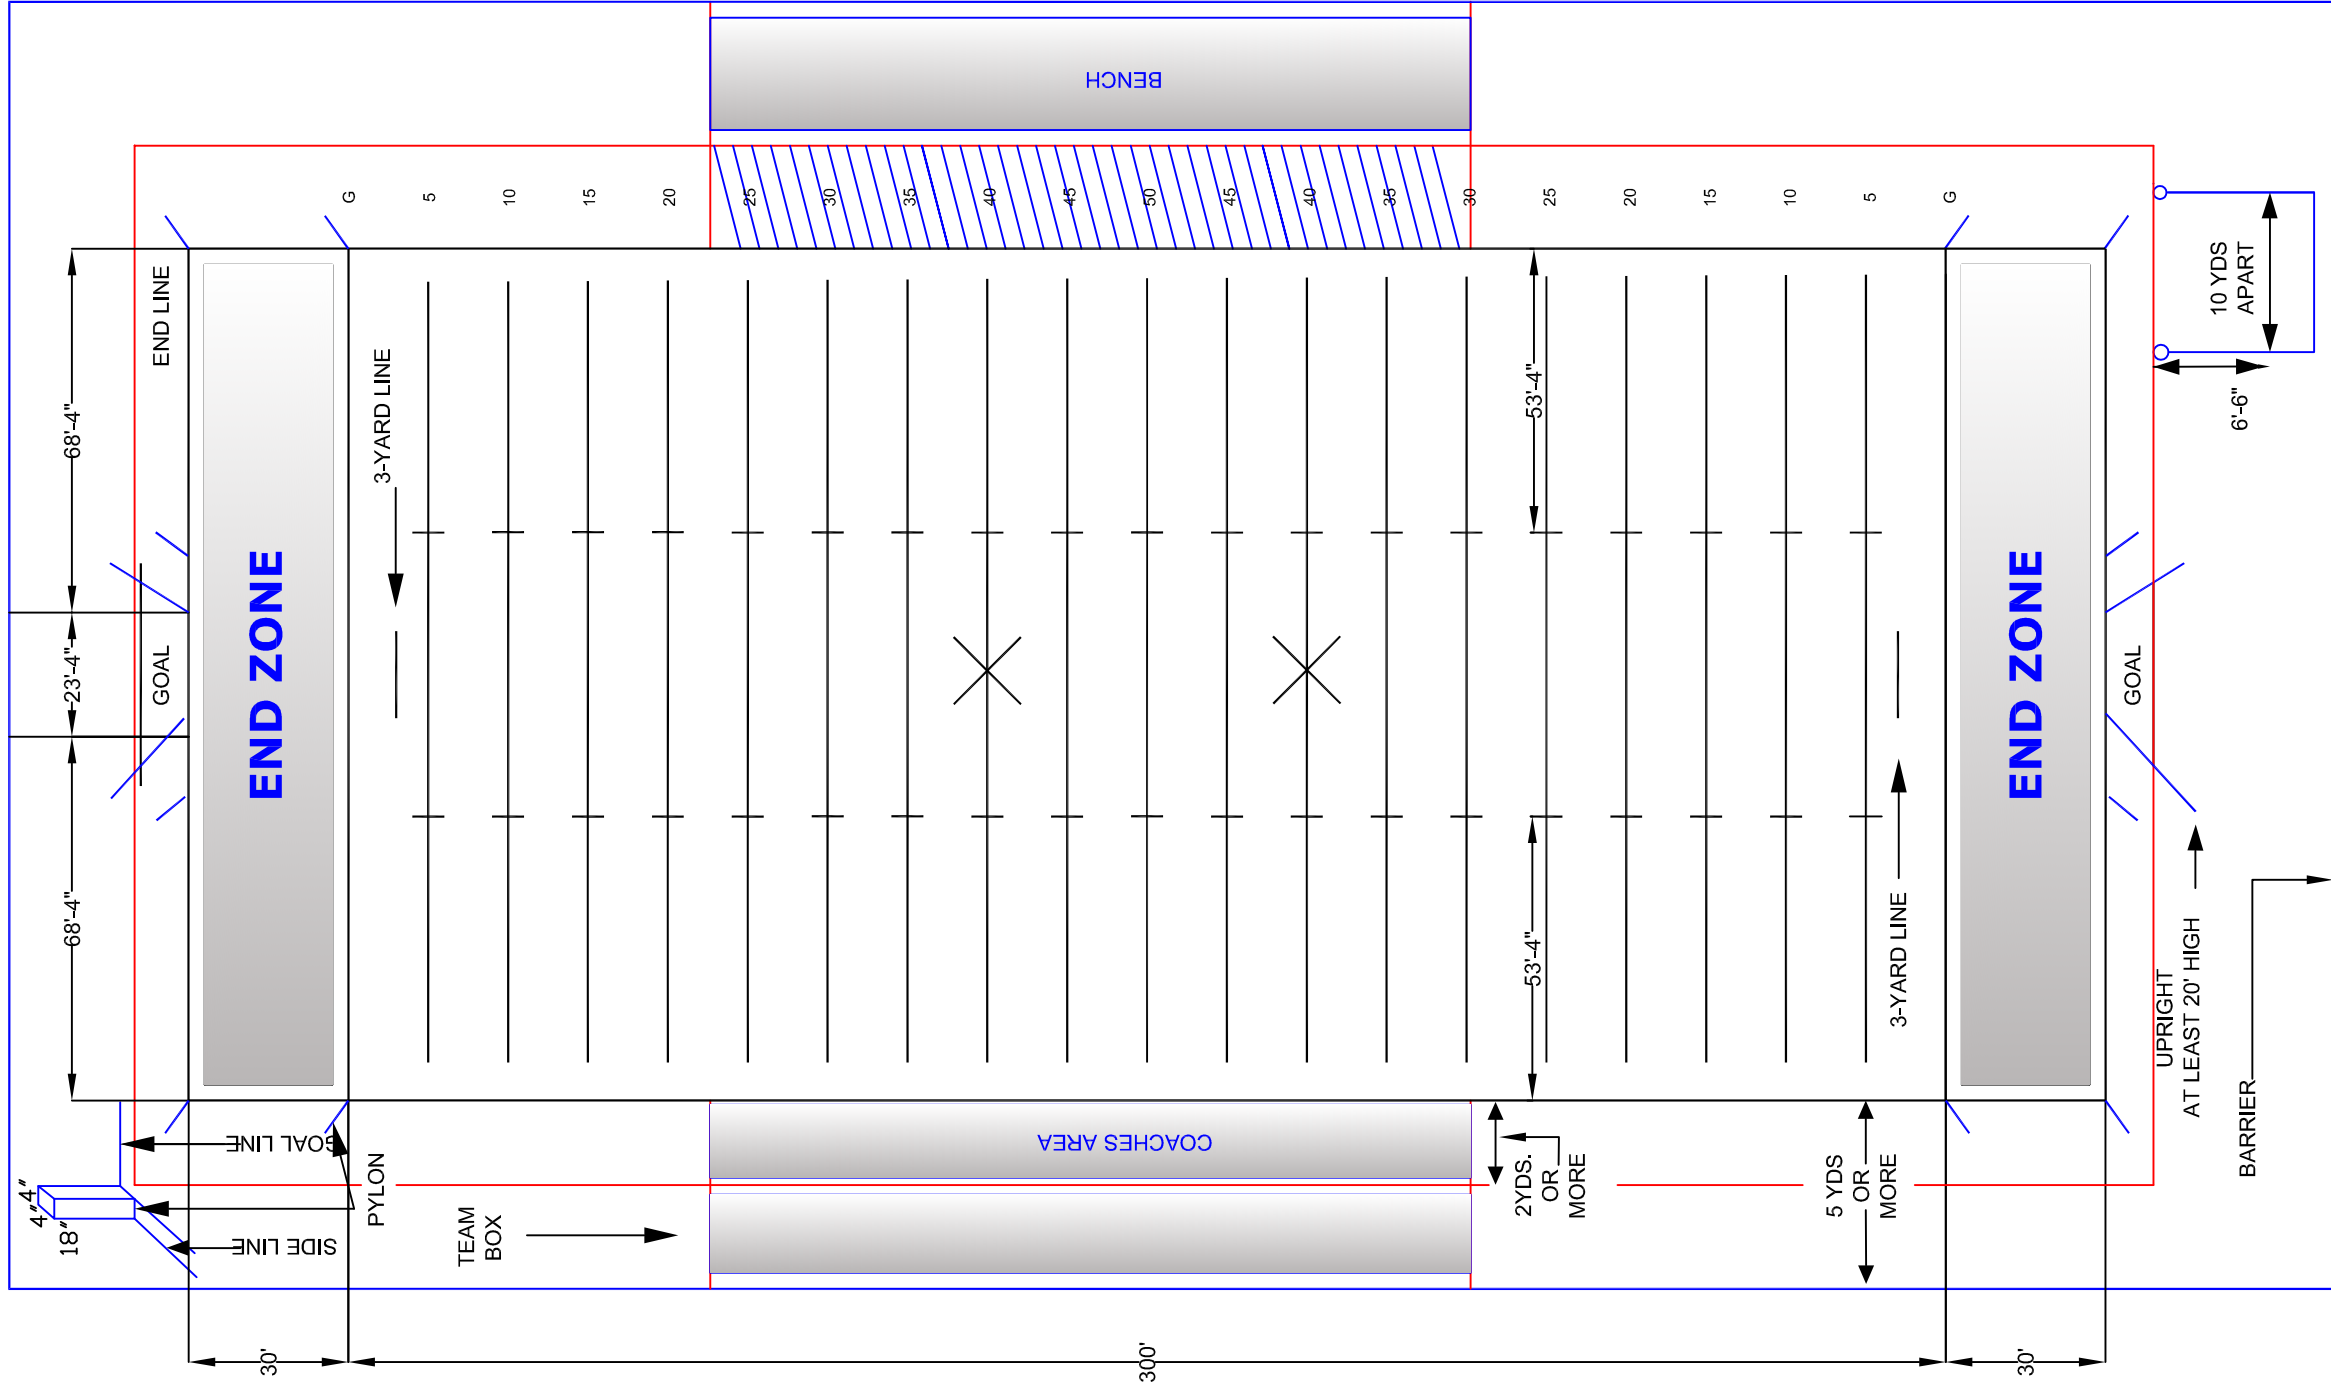 BENCH
G
5
10
15
20
25
30
35
40
45
50
45
40
35
30
25
20
15
10
5
G
END LINE
68'-4"
23'-4"
68'-4"
3-YARD LINE
GOAL
END ZONE
53'-4"
53'-4"
3-YARD LINE
END ZONE
GOAL
10 YDS
APART
6'-6"
UPRIGHT
AT LEAST 20' HIGH
BARRIER
GOAL LINE
4"
4"
18"
SIDE LINE
PYLON
TEAM
BOX
COACHES AREA
2YDS.
OR
MORE
5 YDS
OR
MORE
30'
300'
30'